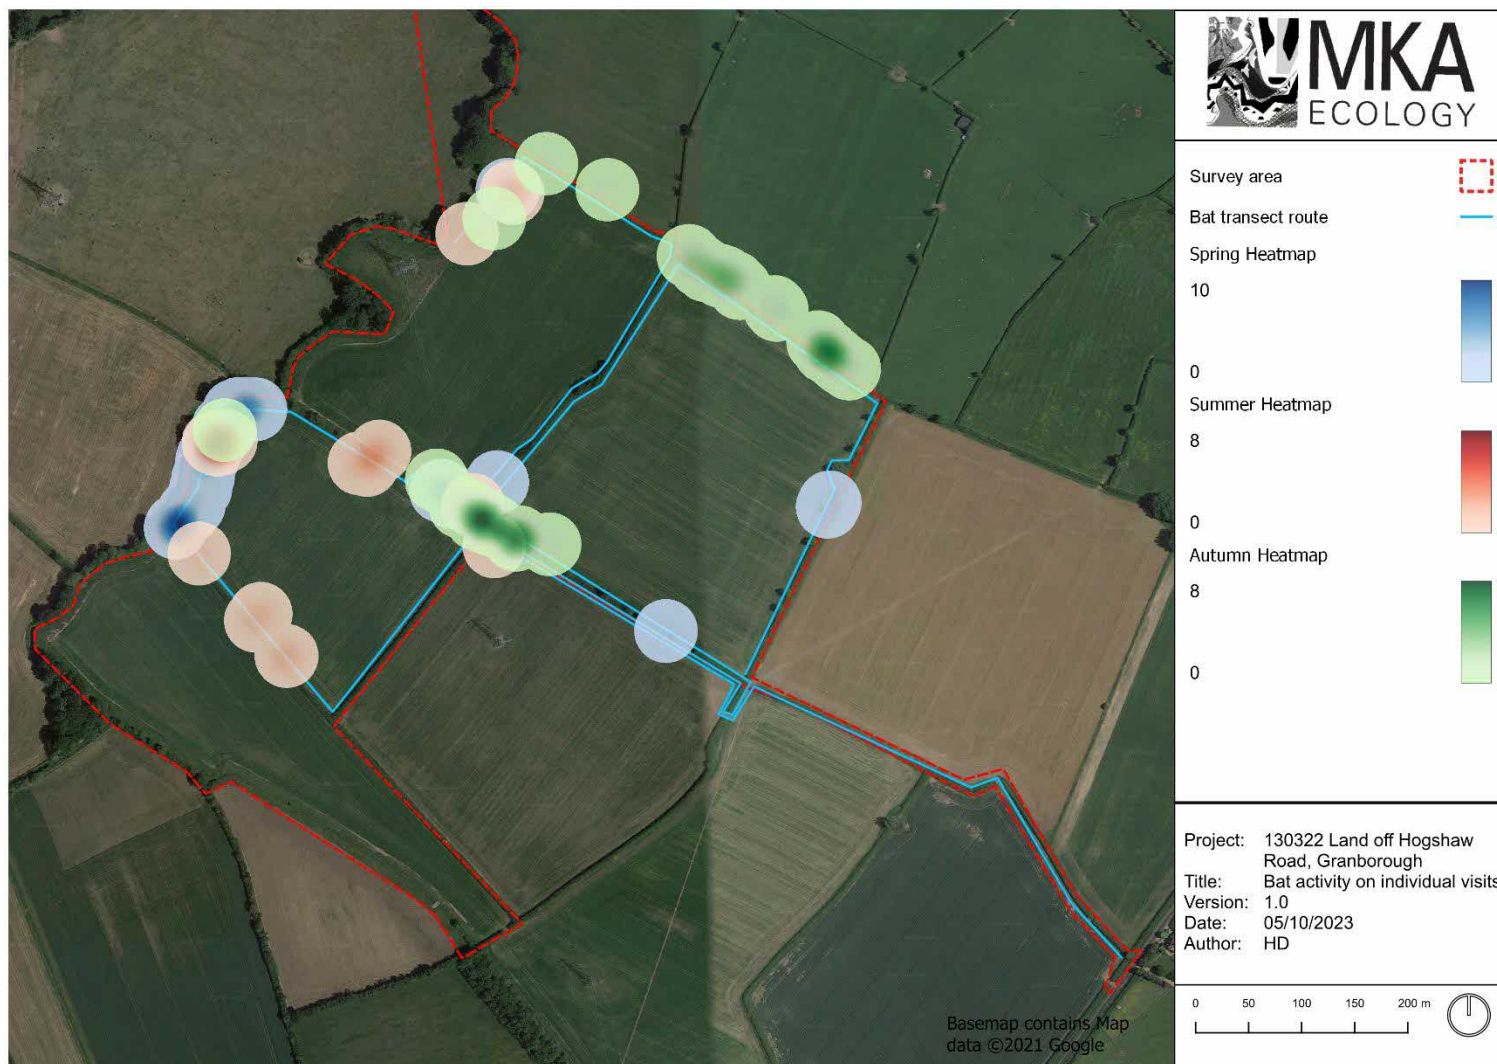 MKA
ECOLOGY
Survey area
Bat transect route
Spring Heatmap
10
0
Summer Heatmap
8
0
Autumn Heatmap
8
0
Project: 130322 Land off Hogshaw
Road, Granborough
Title: Bat activity on individual visits
Version: 1.0
Date: 05/10/2023
Author: HD
0 50 100 150 200 m
Basemap contains Map
data ©2021 Google